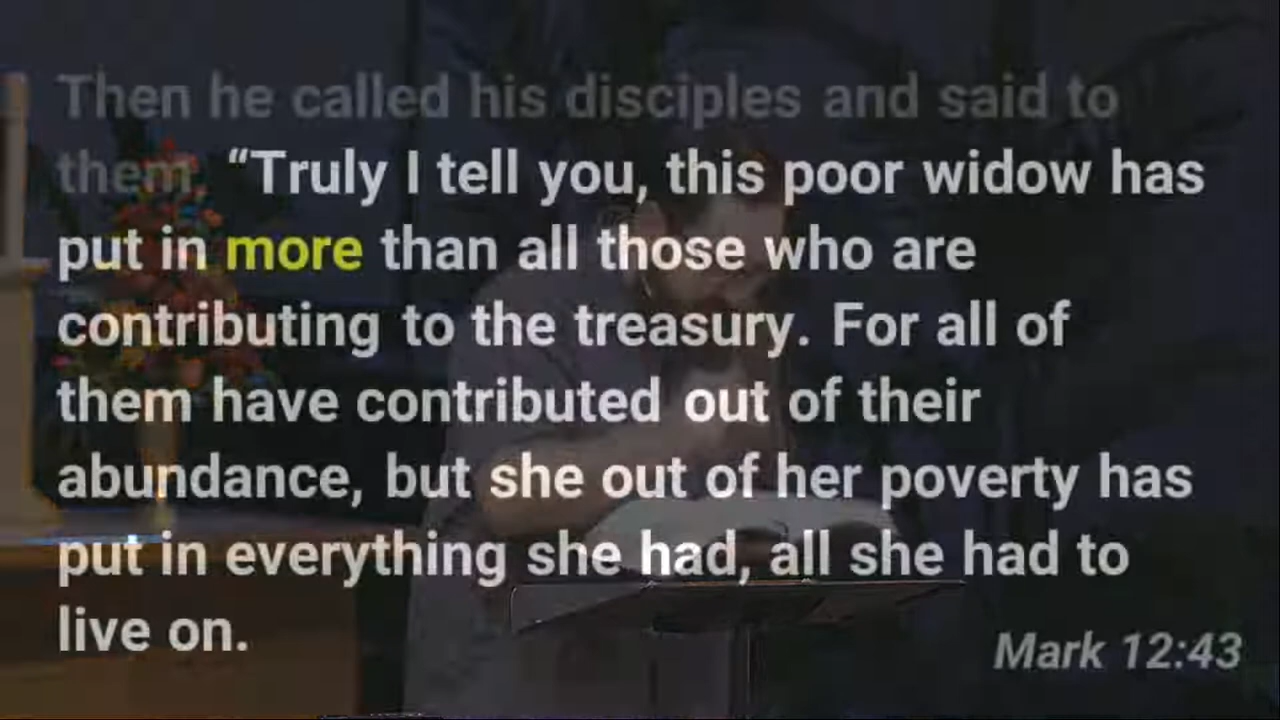 Then he called his disciples and said to
them, “Truly I tell you, this poor widow has
put in more than all those who are
contributing to the treasury. For all of
them have contributed out of their
abundance, but she out of her poverty has
put in everything she had, all she had to
live on.
Mark 12:43